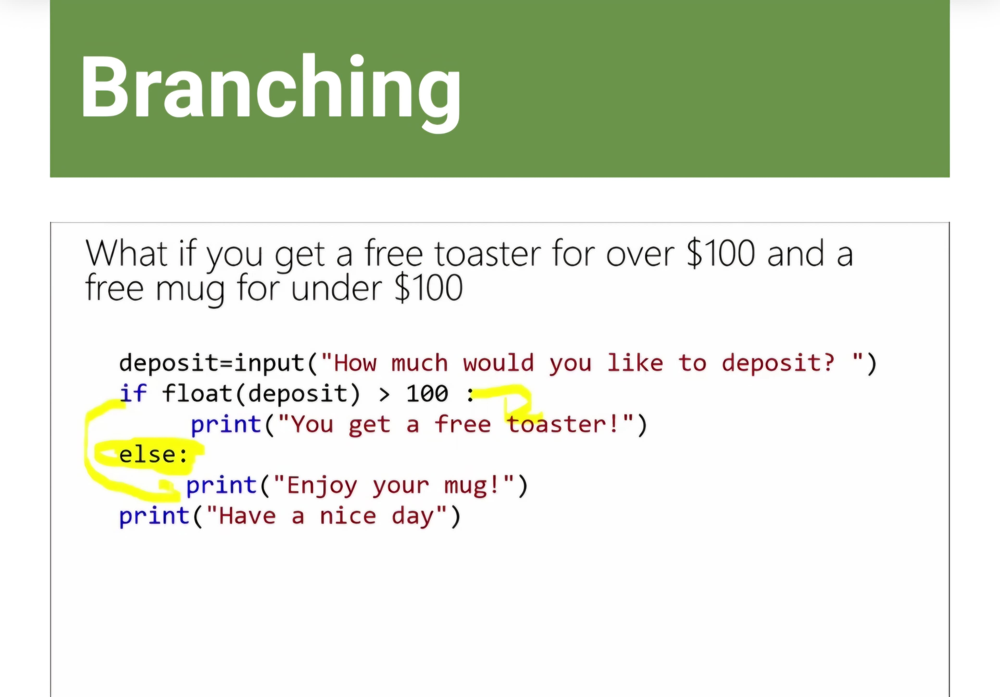 Branching
What if you get a free toaster for over $100 and a
free mug for under $100
deposit=input("How much would you like to deposit? ")
if float(deposit) > 100 :
print("You get a free toaster!")
else:
print("Enjoy your mug!")
print("Have a nice day")